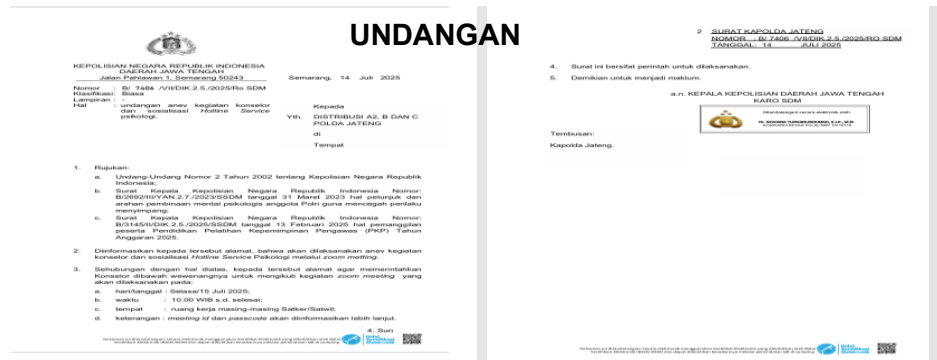 UNDANGAN
KEPOLISIAN NEGARA REPUBLIK INDONESIA
DAERAH JAWA TENGAH
Jalan Pahlawan 1, Semarang 50243
Semarang, 14 Juli 2025
Nomor : B/ 7406 /VII/DIK.2.5./2025/Ro SDM
Klasifikasi: Biasa
Lampiran : -
Hal : undangan anev kegiatan konselor
dan sosialisasi Hotline Service
psikologi.
Kepada
Yth. DISTRIBUSI A2, B DAN C
POLDA JATENG
di
Tempat
1. Rujukan:
a. Undang-Undang Nomor 2 Tahun 2002 tentang Kepolisian Negara Republik
Indonesia;
b. Surat Kepala Kepolisian Negara Republik Indonesia Nomor:
B/2892/III/YAN.2.7./2023/SSDM tanggal 31 Maret 2023 hal petunjuk dan
arahan pembinaan mental psikologis anggota Polri guna mencegah perilaku
menyimpang;
c. Surat Kepala Kepolisian Negara Republik Indonesia Nomor:
B/3145/II/DIK.2.5./2025/SSDM tanggal 13 Februari 2025 hal pemanggilan
peserta Pendidikan Pelatihan Kepemimpinan Pengawas (PKP) Tahun
Anggaran 2025.
2. Diinformasikan kepada tersebut alamat, bahwa akan dilaksanakan anev kegiatan
konselor dan sosialisasi Hotline Service Psikologi melalui zoom metting.
3. Sehubungan dengan hal diatas, kepada tersebut alamat agar memerintahkan
Konselor dibawah wewenangnya untuk mengikuti kegiatan zoom meeting yang
akan dilaksanakan pada:
a. hari/tanggal : Selasa/15 Juli 2025;
b. waktu : 10.00 WIB s.d. selesai;
c. tempat : ruang kerja masing-masing Satker/Satwil;
d. keterangan : meeting id dan passcode akan diinformasikan lebih lanjut.
4. Surat
2 SURAT KAPOLDA JATENG
NOMOR : B/ 7406 /VII/DIK.2.5./2025/RO SDM
TANGGAL: 14 JULI 2025
4. Surat ini bersifat perintah untuk dilaksanakan.
5. Demikian untuk menjadi maklum.
a.n. KEPALA KEPOLISIAN DAERAH JAWA TENGAH
KARO SDM
Ditandatangani secara elektronik oleh:
Tembusan:
Kapolda Jateng.